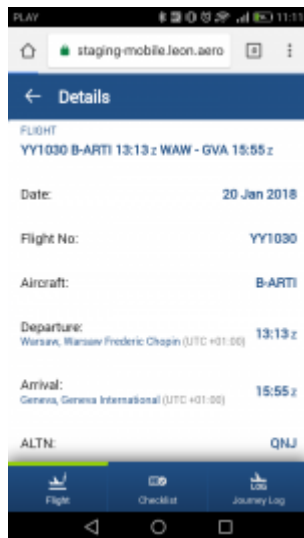 PLAY 11:11
staging-mobile.leon.aero
Details
FLIGHT
YY1030 B-ARTI 13:13 z WAW - GVA 15:55 z
Date: 20 Jan 2018
Flight No: YY1030
Aircraft: B-ARTI
Departure: 13:13 z
Warsaw, Warsaw Frederic Chopin (UTC +01:00)
Arrival: 15:55 z
Geneva, Geneva International (UTC +01:00)
ALTN: QNJ
Flight Checklist Journey Log